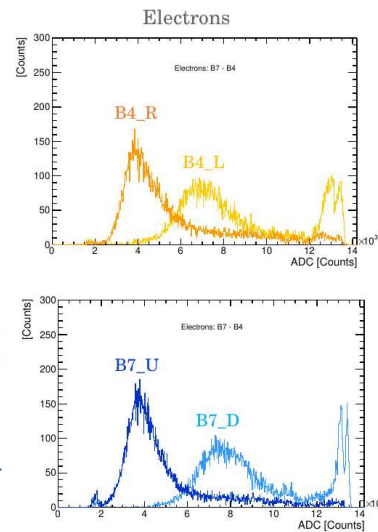 Electrons
[Counts]
300
250
200
150
100
50
0
Electrons: B7 - B4
B4_R
B4_L
0 2 4 6 8 10 12 14
×10³
ADC [Counts]
[Counts]
300
250
200
150
100
50
0
Electrons: B7 - B4
B7_U
B7_D
0 2 4 6 8 10 12 14
×10
ADC [Counts]